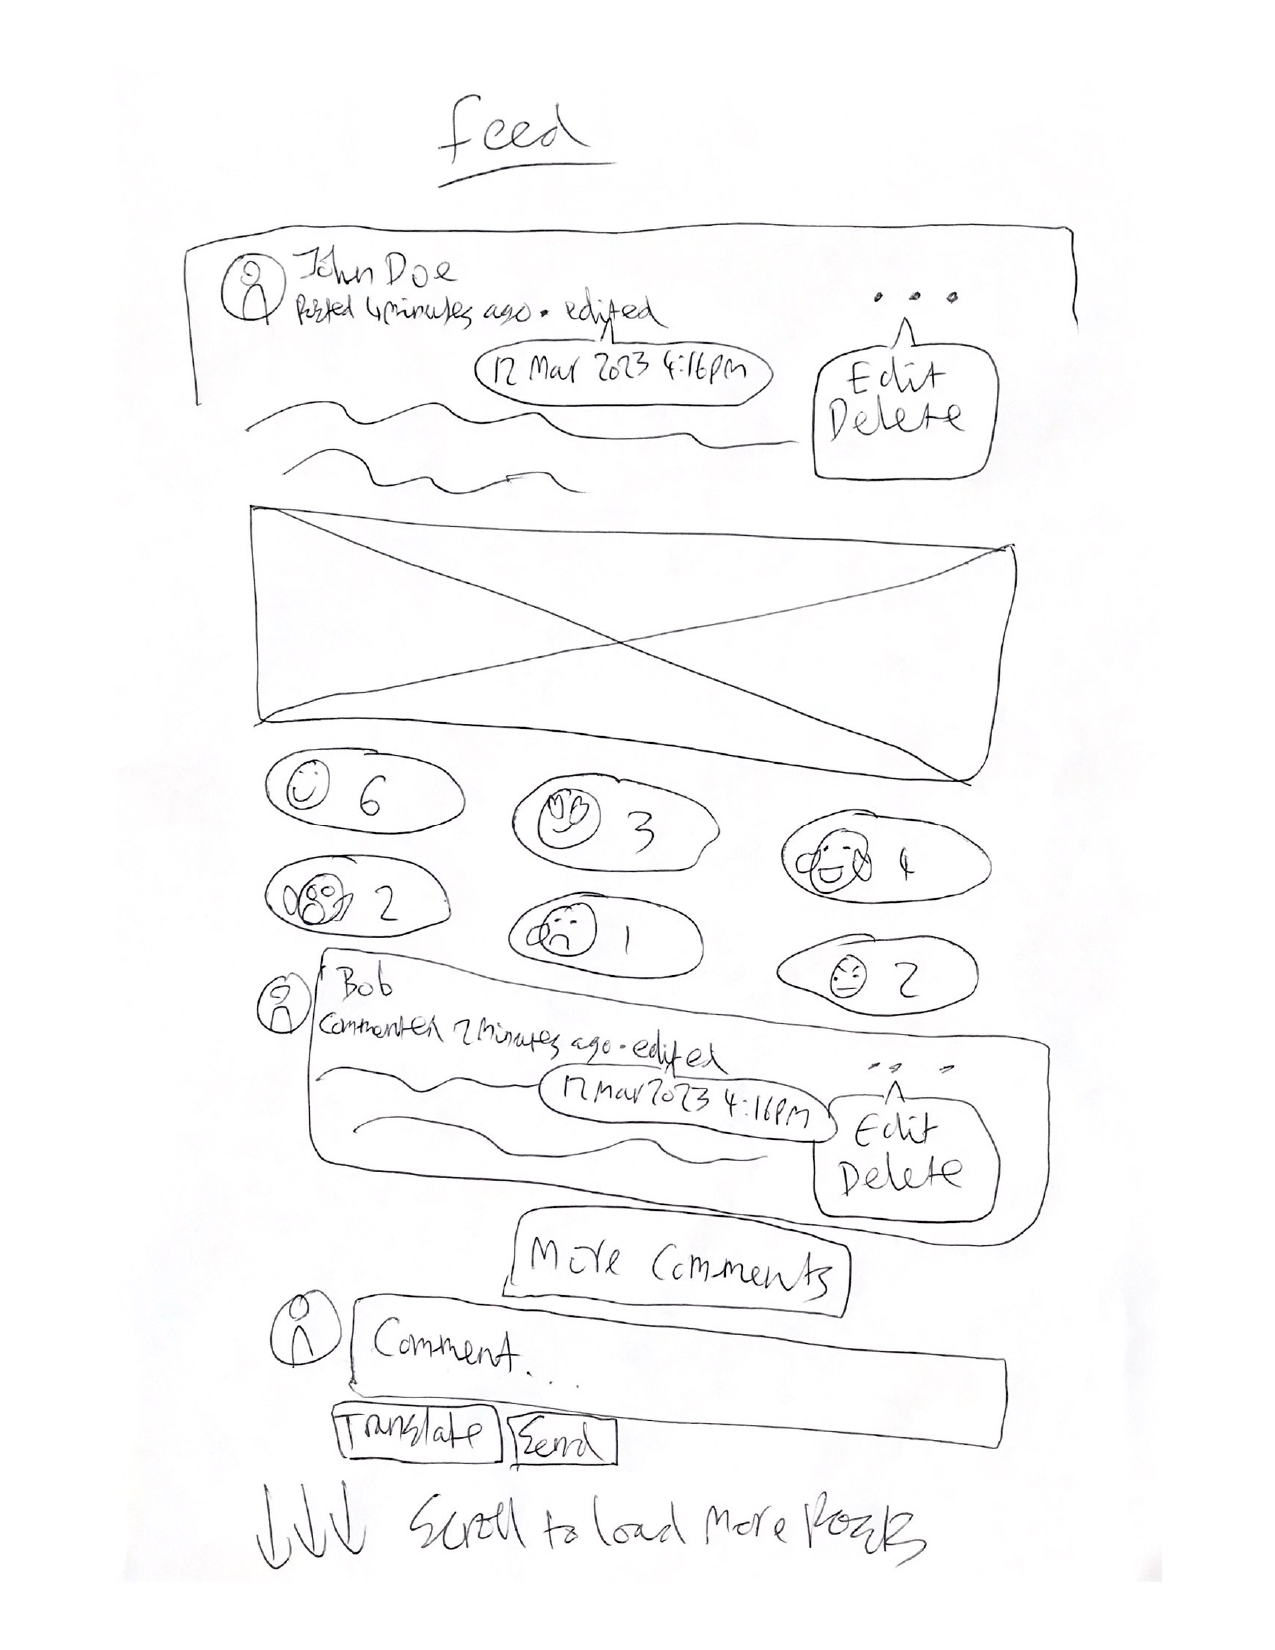 feed
John Doe
Posted 4 minutes ago • edited
12 Mar 2023 4:16pm
Edit
Delete
6
3
4
2
1
2
Bob
Commented 2 minutes ago • edited
12 Mar 2023 4:16pm
Edit
Delete
More Comments
Comment...
Translate
Send
Scroll to load More Posts